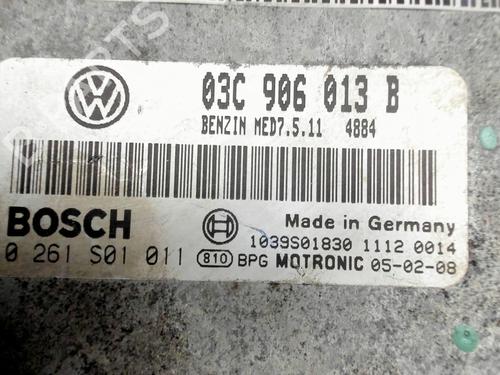 03C 906 013 B
BENZIN MED7.5.11 4884
BOSCH
Made in Germany
1039S01830 1112 0014
0 261 S01 011
810 BPG MOTRONIC 05-02-08